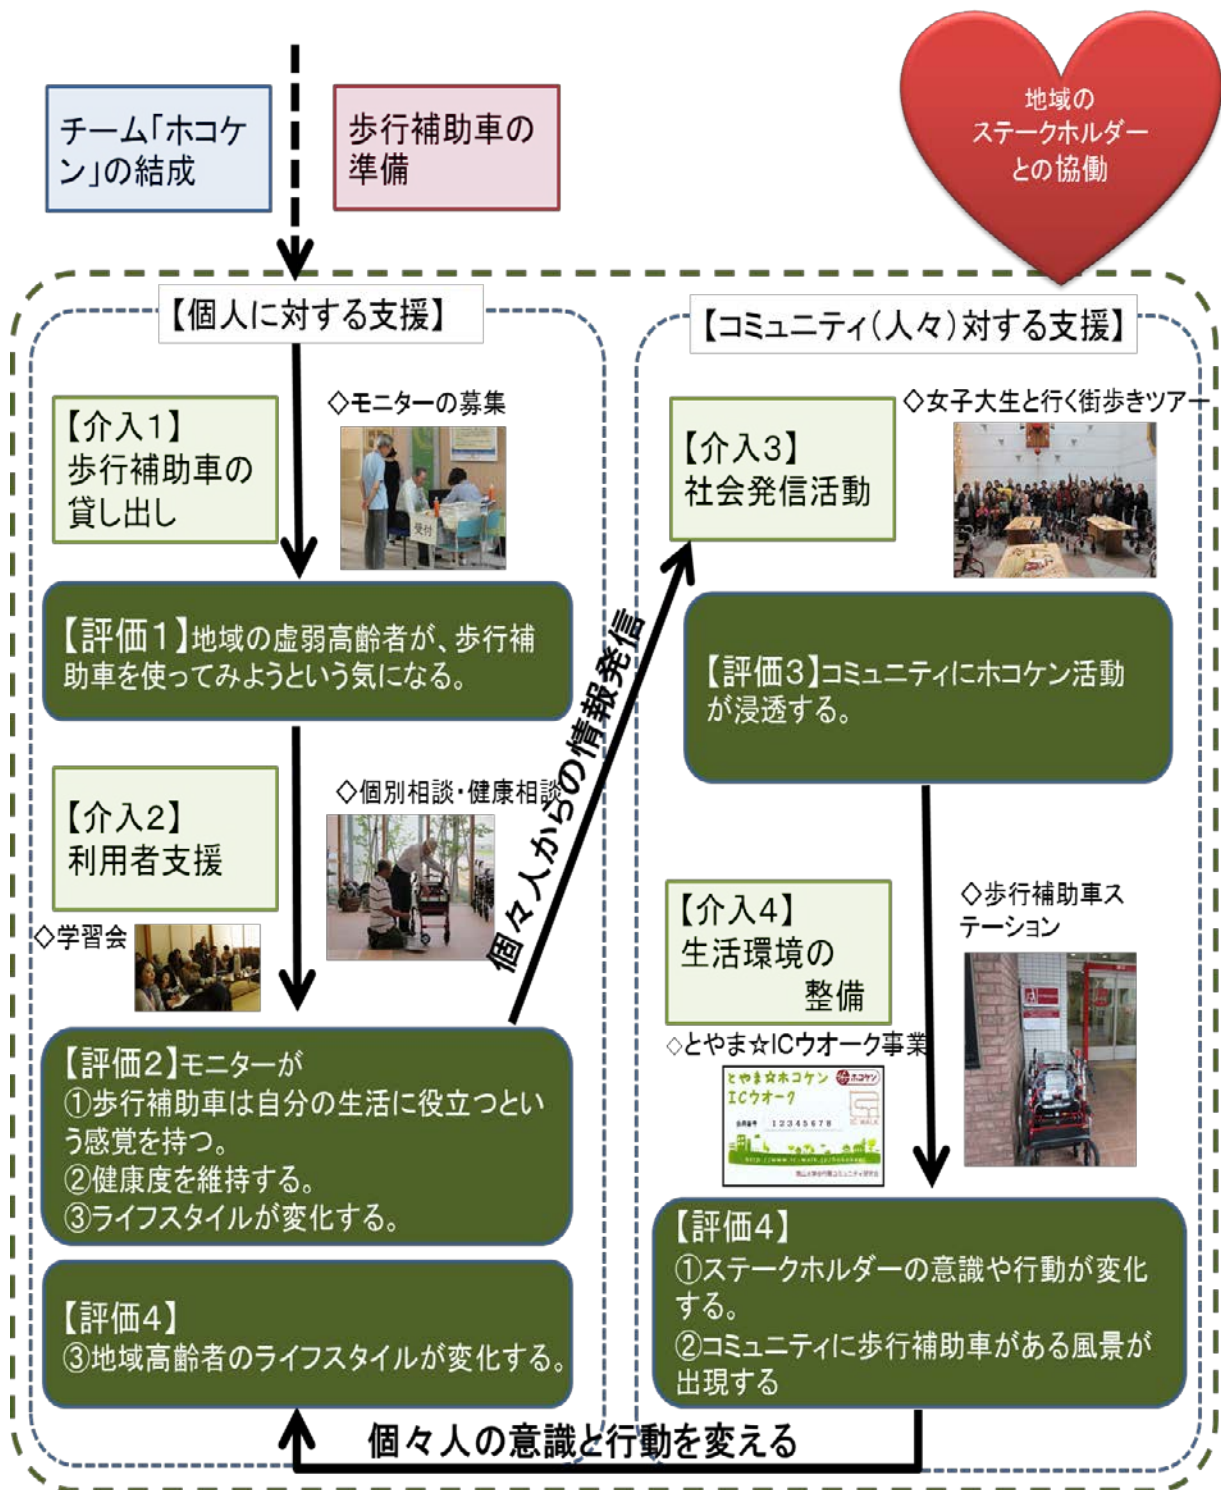 チーム「ホコケ
ン」の結成
歩行補助車の
準備
地域の
ステークホルダー
との協働
【個人に対する支援】
【介入1】
歩行補助車の
貸し出し
◇モニターの募集
受付
【評価1】地域の虚弱高齢者が、歩行補
助車を使ってみようという気になる。
【介入2】
利用者支援
◇個別相談・健康相談
◇学習会
【評価2】モニターが
①歩行補助車は自分の生活に役立つとい
う感覚を持つ。
②健康度を維持する。
③ライフスタイルが変化する。
【評価4】
③地域高齢者のライフスタイルが変化する。
個々人からの情報発信
【コミュニティ(人々)対する支援】
【介入3】
社会発信活動
◇女子大生と行く街歩きツアー
【評価3】コミュニティにホコケン活動
が浸透する。
【介入4】
生活環境の
整備
◇歩行補助車ス
テーション
◇とやま☆ICウオーク事業
とやま☆ホコケン
ホコケン
ICウオーク
IC WALK
会員番号 12345678
【評価4】
①ステークホルダーの意識や行動が変化
する。
②コミュニティに歩行補助車がある風景が
出現する
個々人の意識と行動を変える